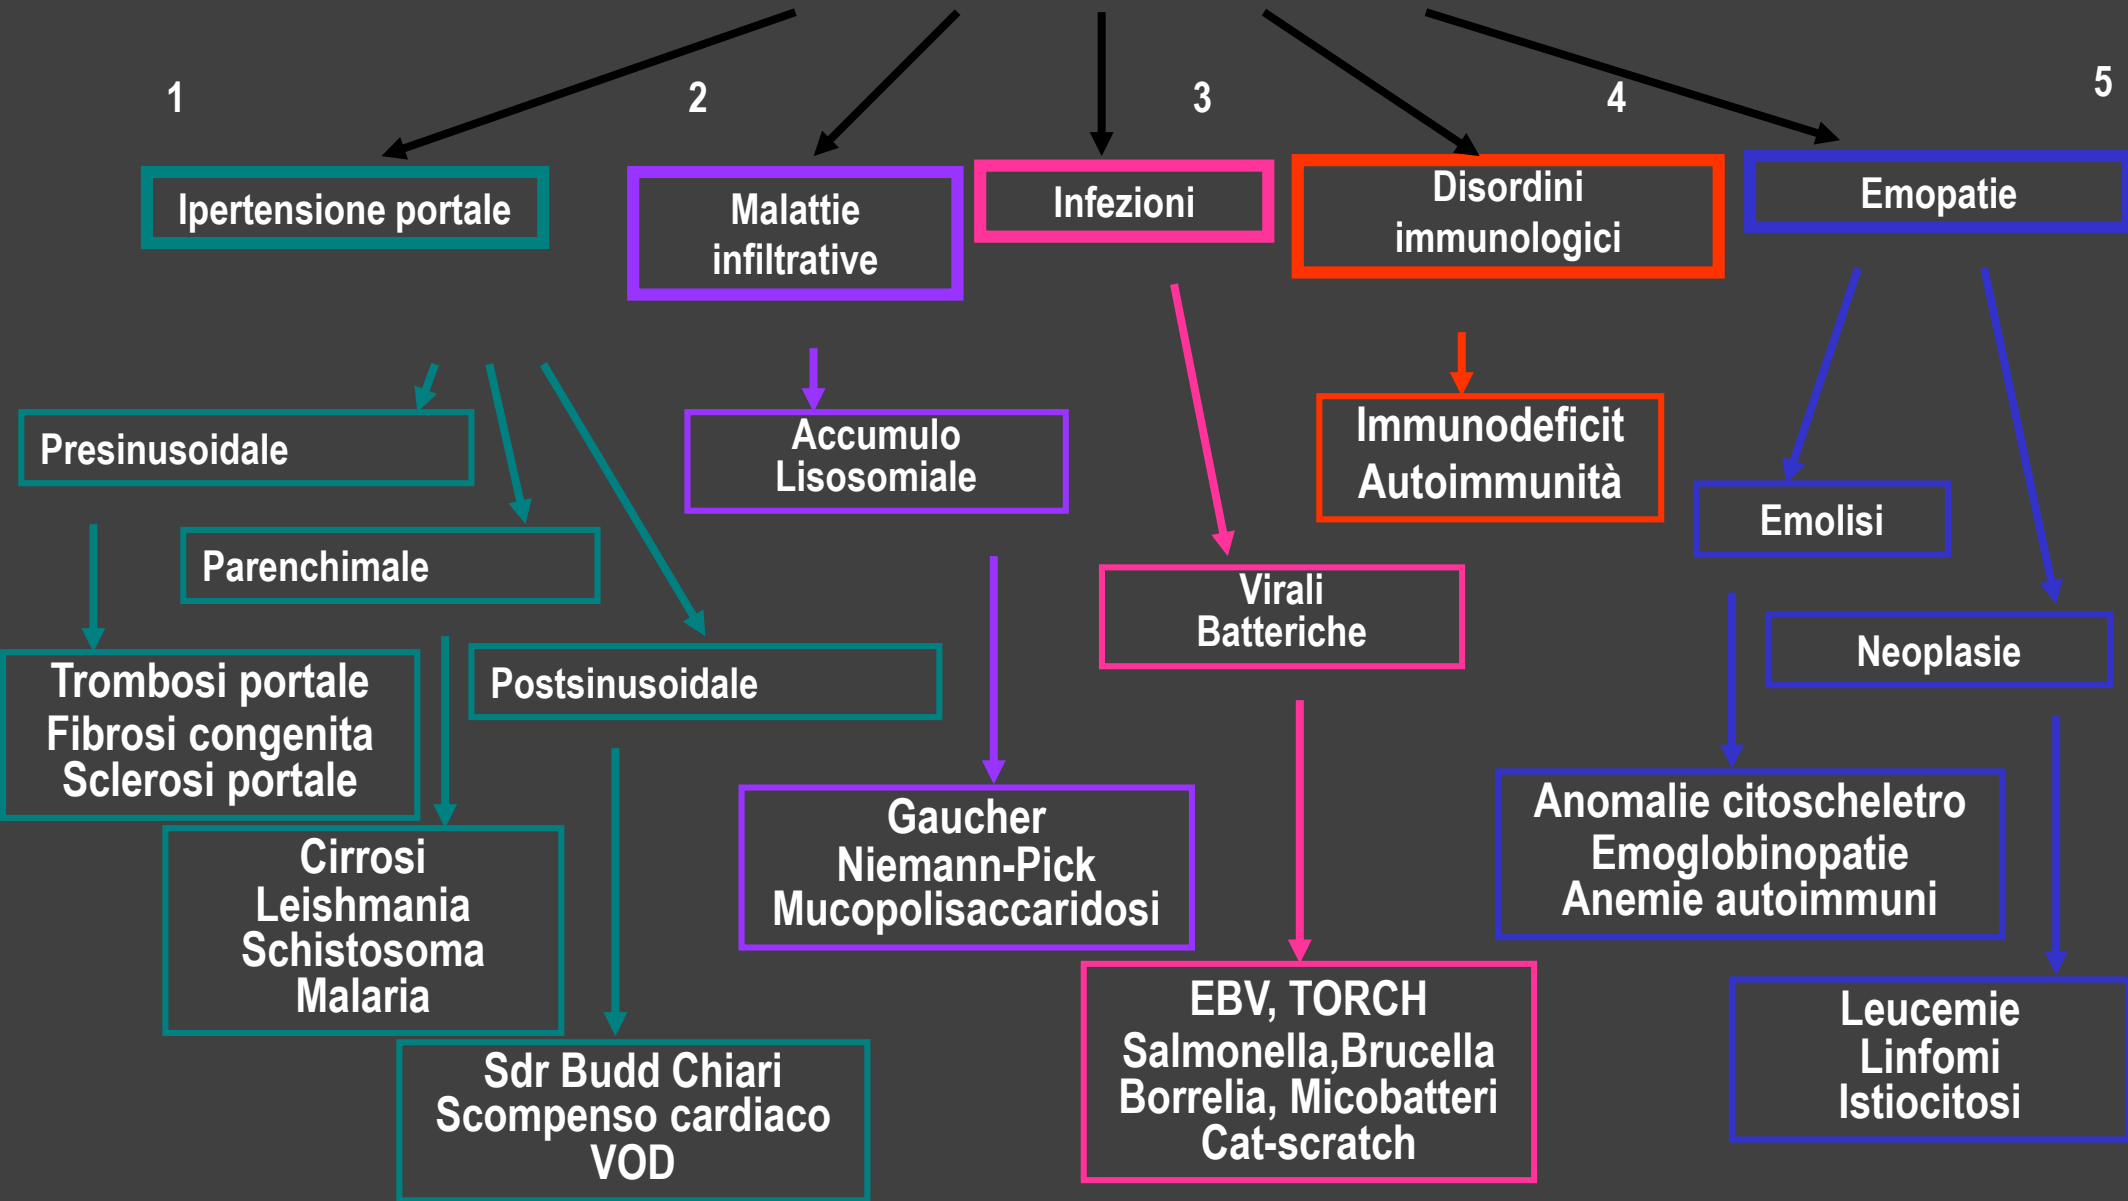 1
2
3
4
5
Ipertensione portale
Malattie
infiltrative
Infezioni
Disordini
immunologici
Emopatie
Presinusoidale
Parenchimale
Postsinusoidale
Trombosi portale
Fibrosi congenita
Sclerosi portale
Cirrosi
Leishmania
Schistosoma
Malaria
Sdr Budd Chiari
Scompenso cardiaco
VOD
Accumulo
Lisosomiale
Gaucher
Niemann-Pick
Mucopolisaccaridosi
Virali
Batteriche
EBV, TORCH
Salmonella,Brucella
Borrelia, Micobatteri
Cat-scratch
Immunodeficit
Autoimmunità
Emolisi
Neoplasie
Anomalie citoscheletro
Emoglobinopatie
Anemie autoimmuni
Leucemie
Linfomi
Istiocitosi